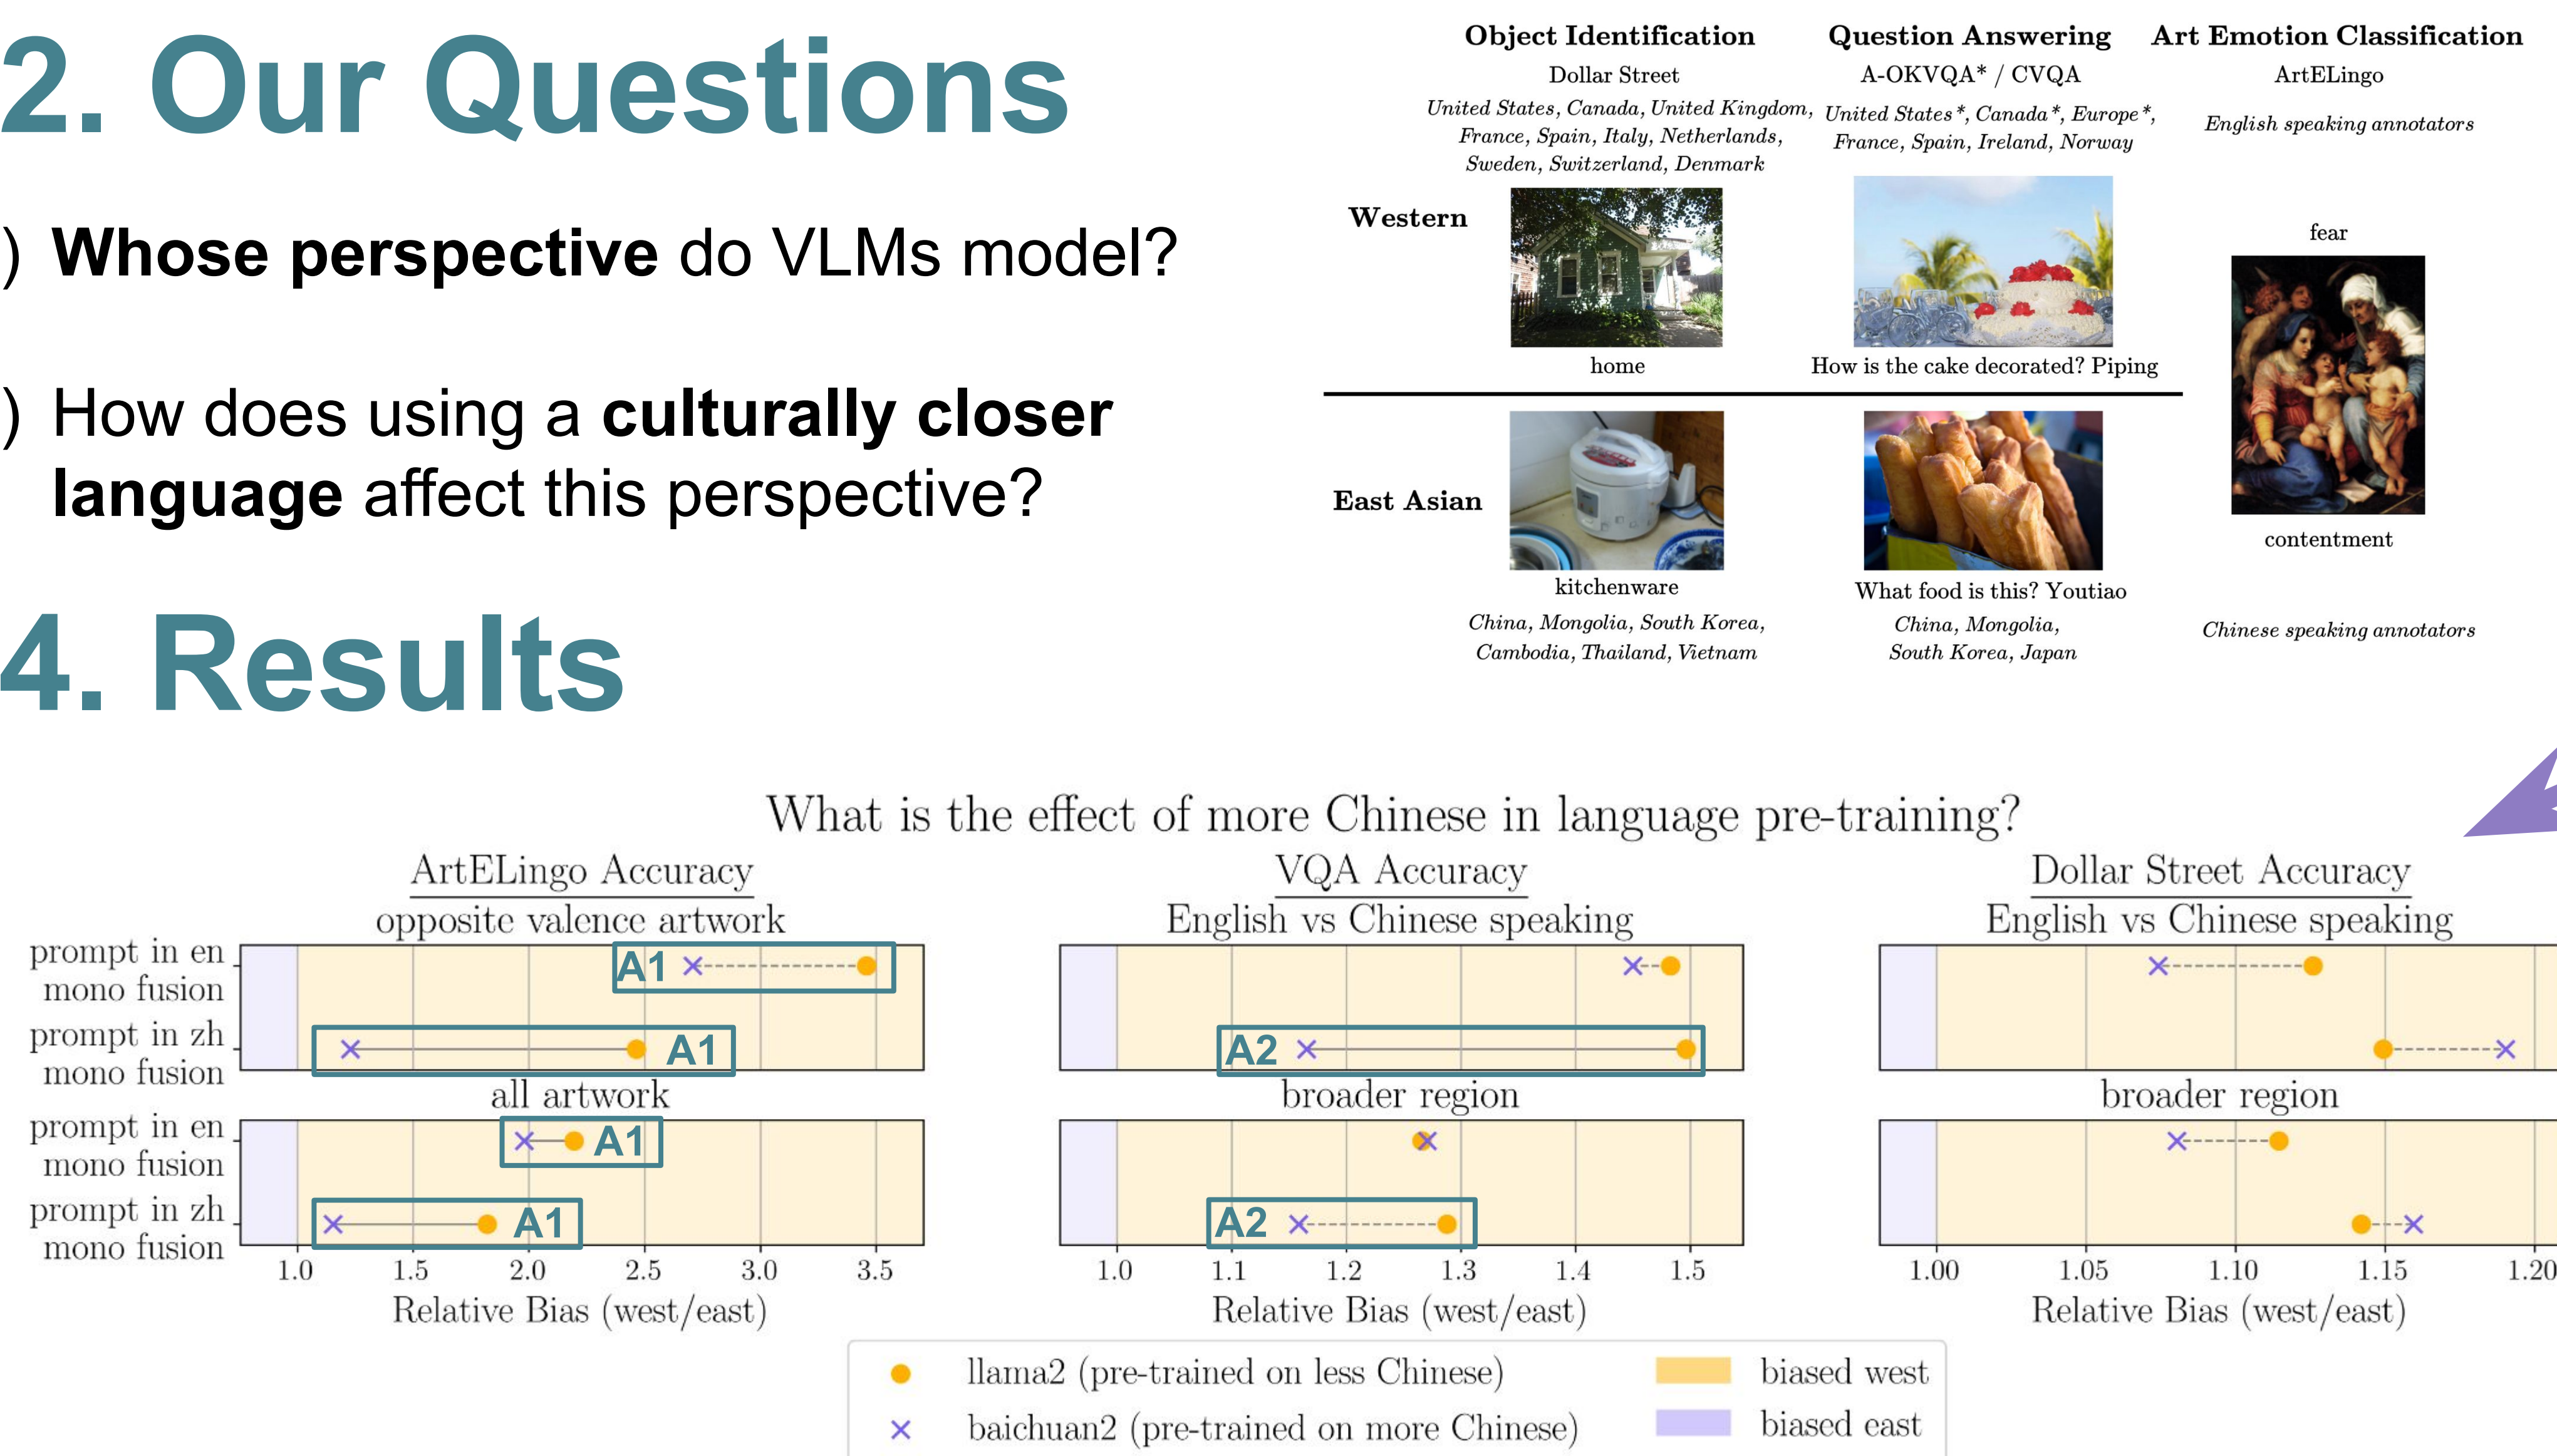 2. Our Questions
) Whose perspective do VLMs model?
) How does using a culturally closer
language affect this perspective?
Object Identification
Dollar Street
United States, Canada, United Kingdom,
France, Spain, Italy, Netherlands,
Sweden, Switzerland, Denmark
Question Answering
A-OKVQA* / CVQA
United States*, Canada*, Europe*,
France, Spain, Ireland, Norway
Art Emotion Classification
ArtELingo
English speaking annotators
Western
home
How is the cake decorated? Piping
fear
East Asian
kitchenware
China, Mongolia, South Korea,
Cambodia, Thailand, Vietnam
What food is this? Youtiao
China, Mongolia,
South Korea, Japan
contentment
Chinese speaking annotators
4. Results
What is the effect of more Chinese in language pre-training?
ArtELingo Accuracy
opposite valence artwork
prompt in en
mono fusion
A1
prompt in zh
mono fusion
A1
all artwork
prompt in en
mono fusion
A1
prompt in zh
mono fusion
A1
1.0 1.5 2.0 2.5 3.0 3.5
Relative Bias (west/east)
VQA Accuracy
English vs Chinese speaking
A2
broader region
A2
1.0 1.1 1.2 1.3 1.4 1.5
Relative Bias (west/east)
Dollar Street Accuracy
English vs Chinese speaking
broader region
1.00 1.05 1.10 1.15 1.20
Relative Bias (west/east)
llama2 (pre-trained on less Chinese)
baichuan2 (pre-trained on more Chinese)
biased west
biased east